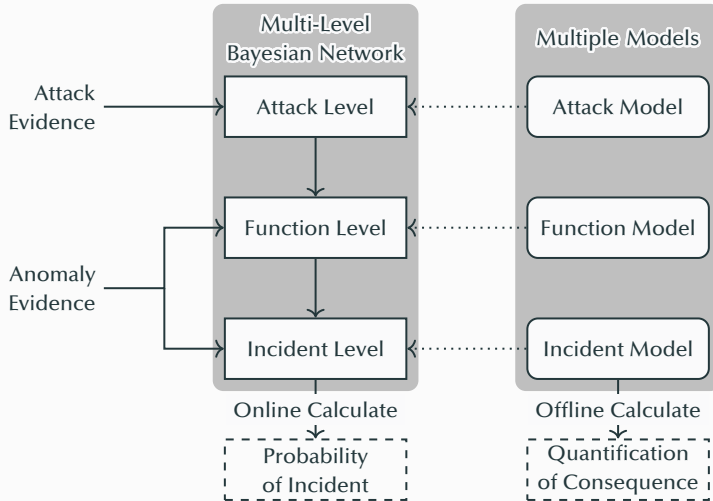 Multi-Level
Bayesian Network
Multiple Models
Attack
Evidence
Attack Level
Attack Model
Function Level
Function Model
Anomaly
Evidence
Incident Level
Incident Model
Online Calculate
Offline Calculate
Probability
of Incident
Quantification
of Consequence